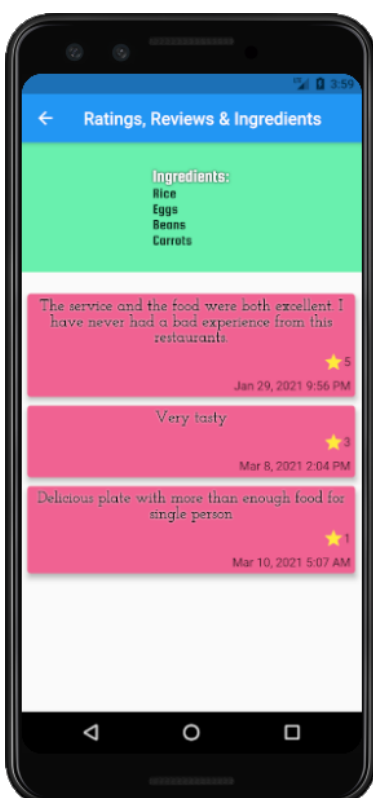 3:59
Ratings, Reviews & Ingredients
Ingredients:
Rice
Eggs
Beans
Carrots
The service and the food were both excellent. I
have never had a bad experience from this
restaurants.
5
Jan 29, 2021 9:56 PM
Very tasty
3
Mar 8, 2021 2:04 PM
Delicious plate with more than enough food for
single person
1
Mar 10, 2021 5:07 AM